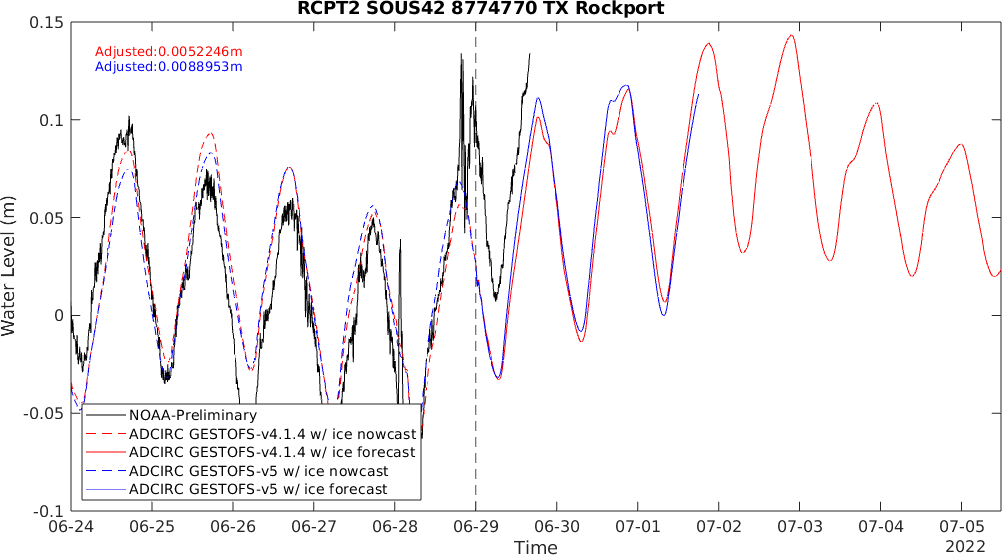 RCPT2 SOUS42 8774770 TX Rockport
Adjusted:0.0052246m
Adjusted:0.0088953m
Water Level (m)
0.15
0.1
0.05
0
-0.05
-0.1
NOAA-Preliminary
ADCIRC GESTOFS-v4.1.4 w/ ice nowcast
ADCIRC GESTOFS-v4.1.4 w/ ice forecast
ADCIRC GESTOFS-v5 w/ ice nowcast
ADCIRC GESTOFS-v5 w/ ice forecast
06-24 06-25 06-26 06-27 06-28 06-29 06-30 07-01 07-02 07-03 07-04 07-05
Time
2022